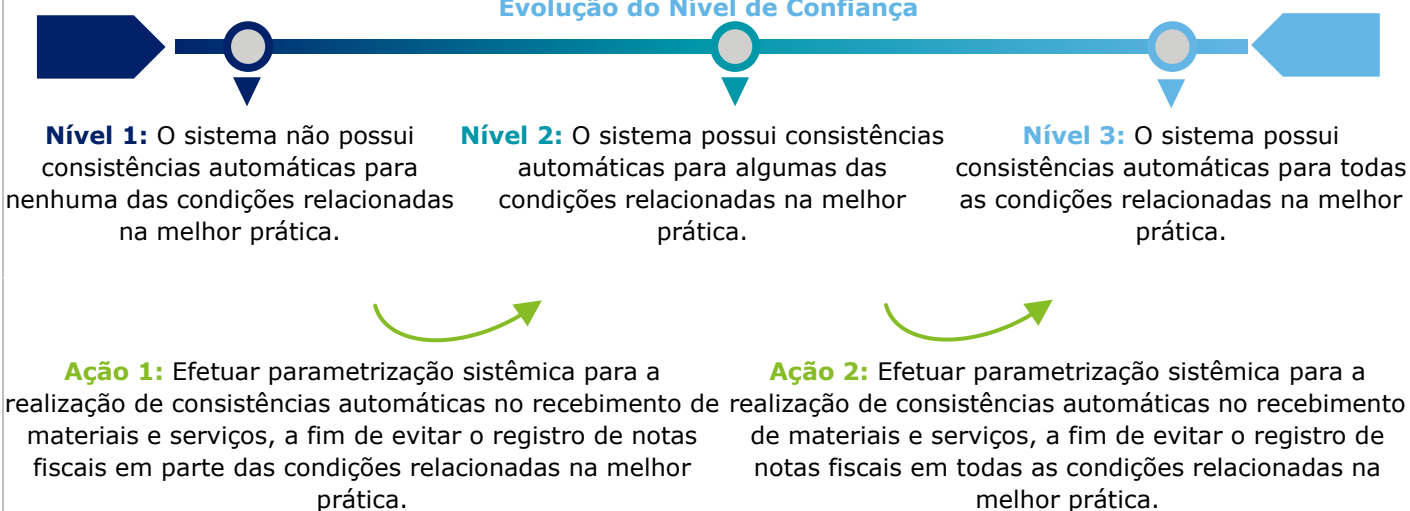 Evolução do Nível de Confiança
Nível 1: O sistema não possui
consistências automáticas para
nenhuma das condições relacionadas
na melhor prática.
Nível 2: O sistema possui consistências
automáticas para algumas das
condições relacionadas na melhor
prática.
Nível 3: O sistema possui
consistências automáticas para todas
as condições relacionadas na melhor
prática.
Ação 1: Efetuar parametrização sistêmica para a
realização de consistências automáticas no recebimento de
materiais e serviços, a fim de evitar o registro de notas
fiscais em parte das condições relacionadas na melhor
prática.
Ação 2: Efetuar parametrização sistêmica para a
realização de consistências automáticas no recebimento
de materiais e serviços, a fim de evitar o registro de
notas fiscais em todas as condições relacionadas na
melhor prática.